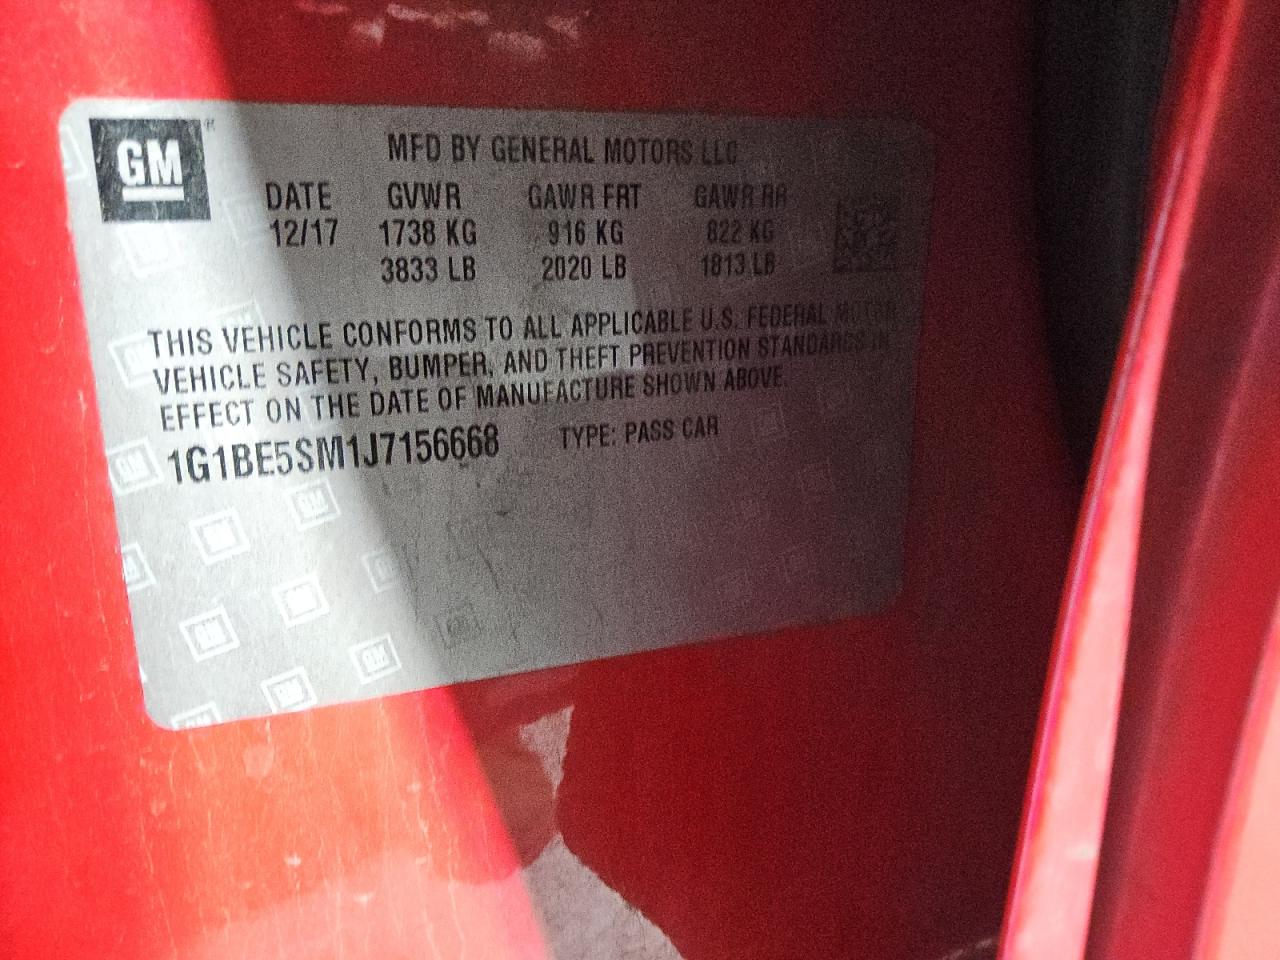 GM
MFD BY GENERAL MOTORS LLC
DATE GVWR GAWR FRT GAWR RR
12/17 1738 KG 916 KG 822 KG
3833 LB 2020 LB 1813 LB
THIS VEHICLE CONFORMS TO ALL APPLICABLE U.S. FEDERAL MOTOR
VEHICLE SAFETY, BUMPER, AND THEFT PREVENTION STANDARDS IN
EFFECT ON THE DATE OF MANUFACTURE SHOWN ABOVE.
1G1BE5SM1J7156668 TYPE: PASS CAR